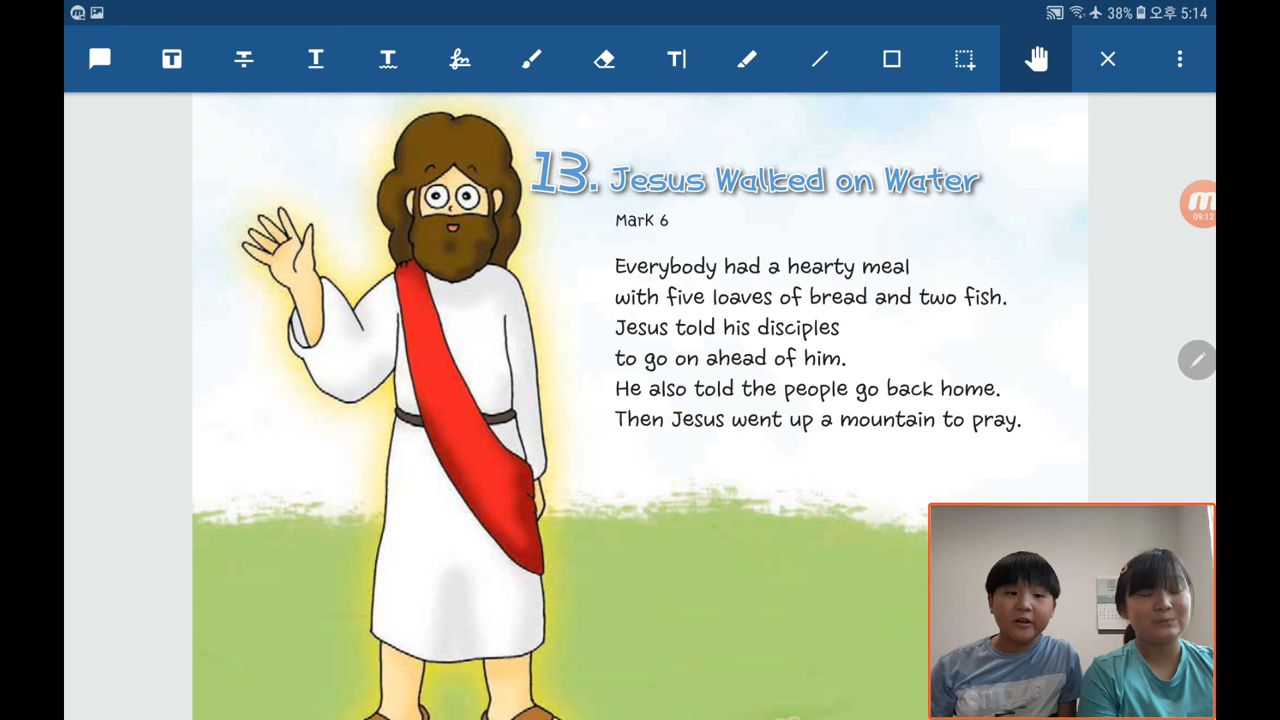 38% 오후 5:14
13. Jesus Walked on Water
Mark 6
Everybody had a hearty meal
with five loaves of bread and two fish.
Jesus told his disciples
to go on ahead of him.
He also told the people go back home.
Then Jesus went up a mountain to pray.
09:12